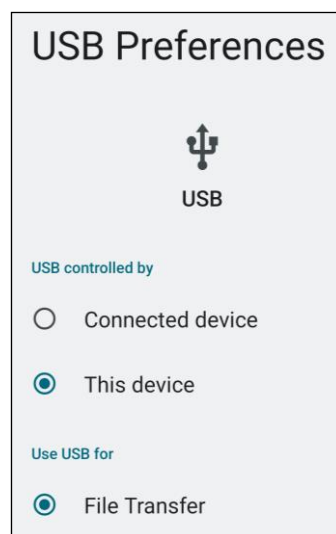 USB Preferences
USB
USB controlled by
Connected device
This device
Use USB for
File Transfer